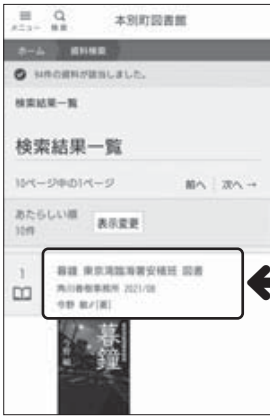 メニュー 検索 本別町図書館
ホーム 資料検索
94件の資料が該当しました。
検索結果一覧
検索結果一覧
10ページ中の1ページ 前へ 次へ→
あたらしい順
10件 表示変更
1 暮鐘 東京湾臨海署安積班 図書
角川春樹事務所 2021/08
今野 敏/[著]
暮鐘